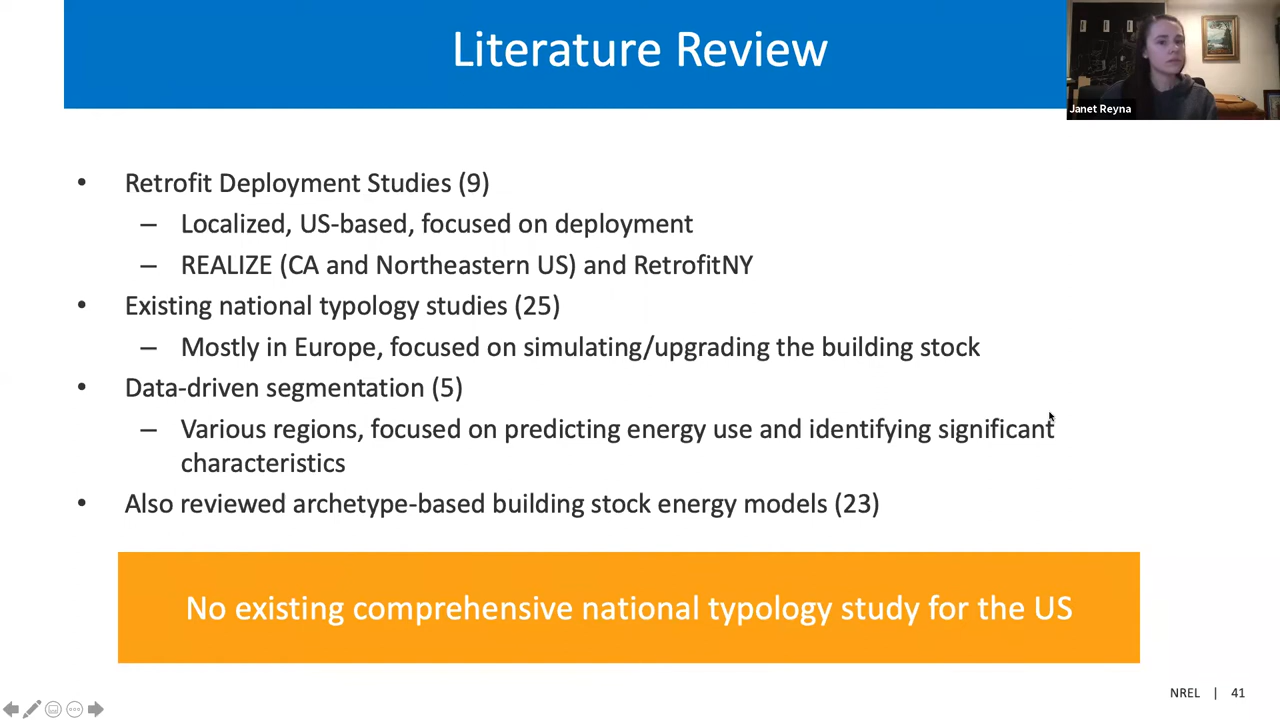 Literature Review
Janet Reyna
• Retrofit Deployment Studies (9)
– Localized, US-based, focused on deployment
– REALIZE (CA and Northeastern US) and RetrofitNY
• Existing national typology studies (25)
– Mostly in Europe, focused on simulating/upgrading the building stock
• Data-driven segmentation (5)
– Various regions, focused on predicting energy use and identifying significant
characteristics
• Also reviewed archetype-based building stock energy models (23)
No existing comprehensive national typology study for the US
NREL | 41